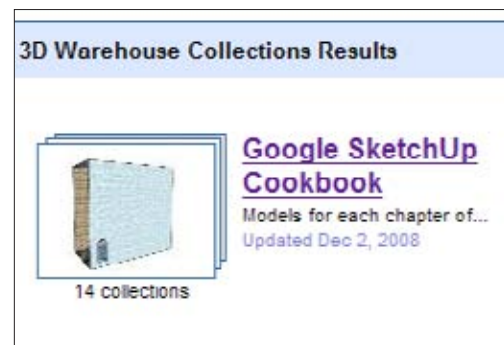 3D Warehouse Collections Results
Google SketchUp
Cookbook
Models for each chapter of...
Updated Dec 2, 2008
14 collections